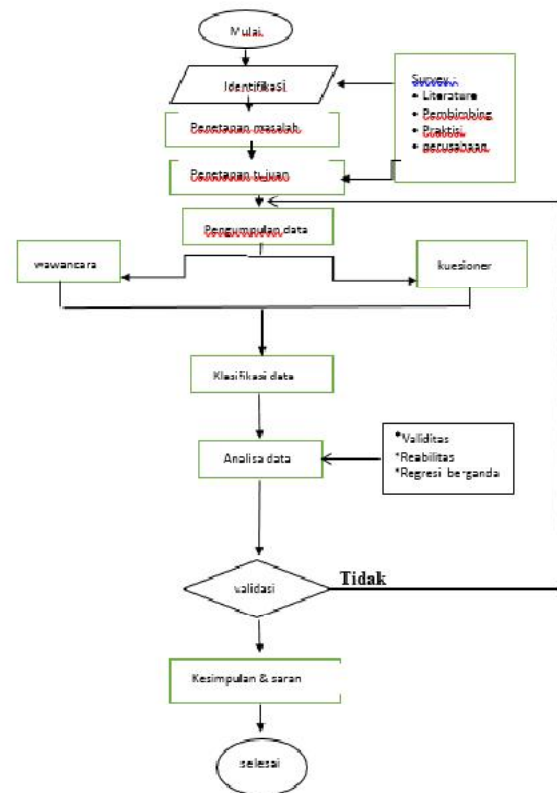 Mulai
Identifikasi
Survey :
• Literature
• Pembimbing
• Praktisi
• perusahaan
Penetapan masalah
Penetapan tujuan
Pengumpulan data
wawancara
kuesioner
Klasifikasi data
Analisa data
*Validitas
*Reabilitas
*Regresi berganda
validasi
Tidak
Kesimpulan & saran
selesai